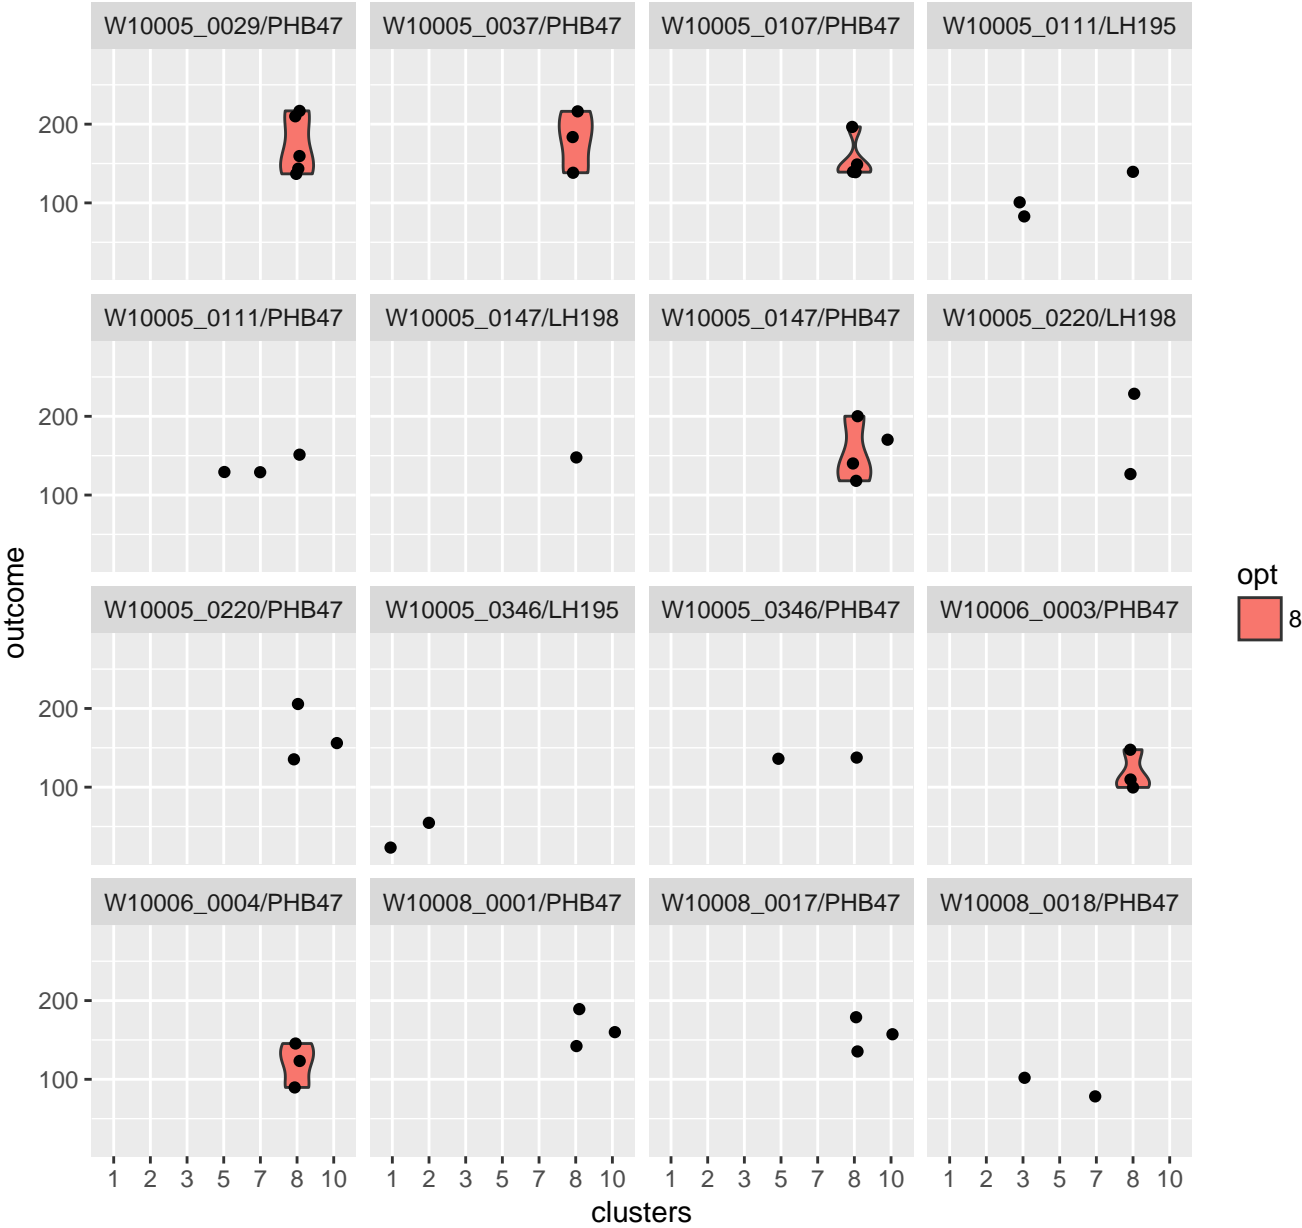 W10005_0029/PHB47 W10005_0037/PHB47 W10005_0107/PHB47 W10005_0111/LH195
200
100
W10005_0111/PHB47 W10005_0147/LH198 W10005_0147/PHB47 W10005_0220/LH198
200
100
outcome
opt
8
W10005_0220/PHB47 W10005_0346/LH195 W10005_0346/PHB47 W10006_0003/PHB47
200
100
W10006_0004/PHB47 W10008_0001/PHB47 W10008_0017/PHB47 W10008_0018/PHB47
200
100
1 2 3 5 7 8 10 1 2 3 5 7 8 10 1 2 3 5 7 8 10 1 2 3 5 7 8 10
clusters